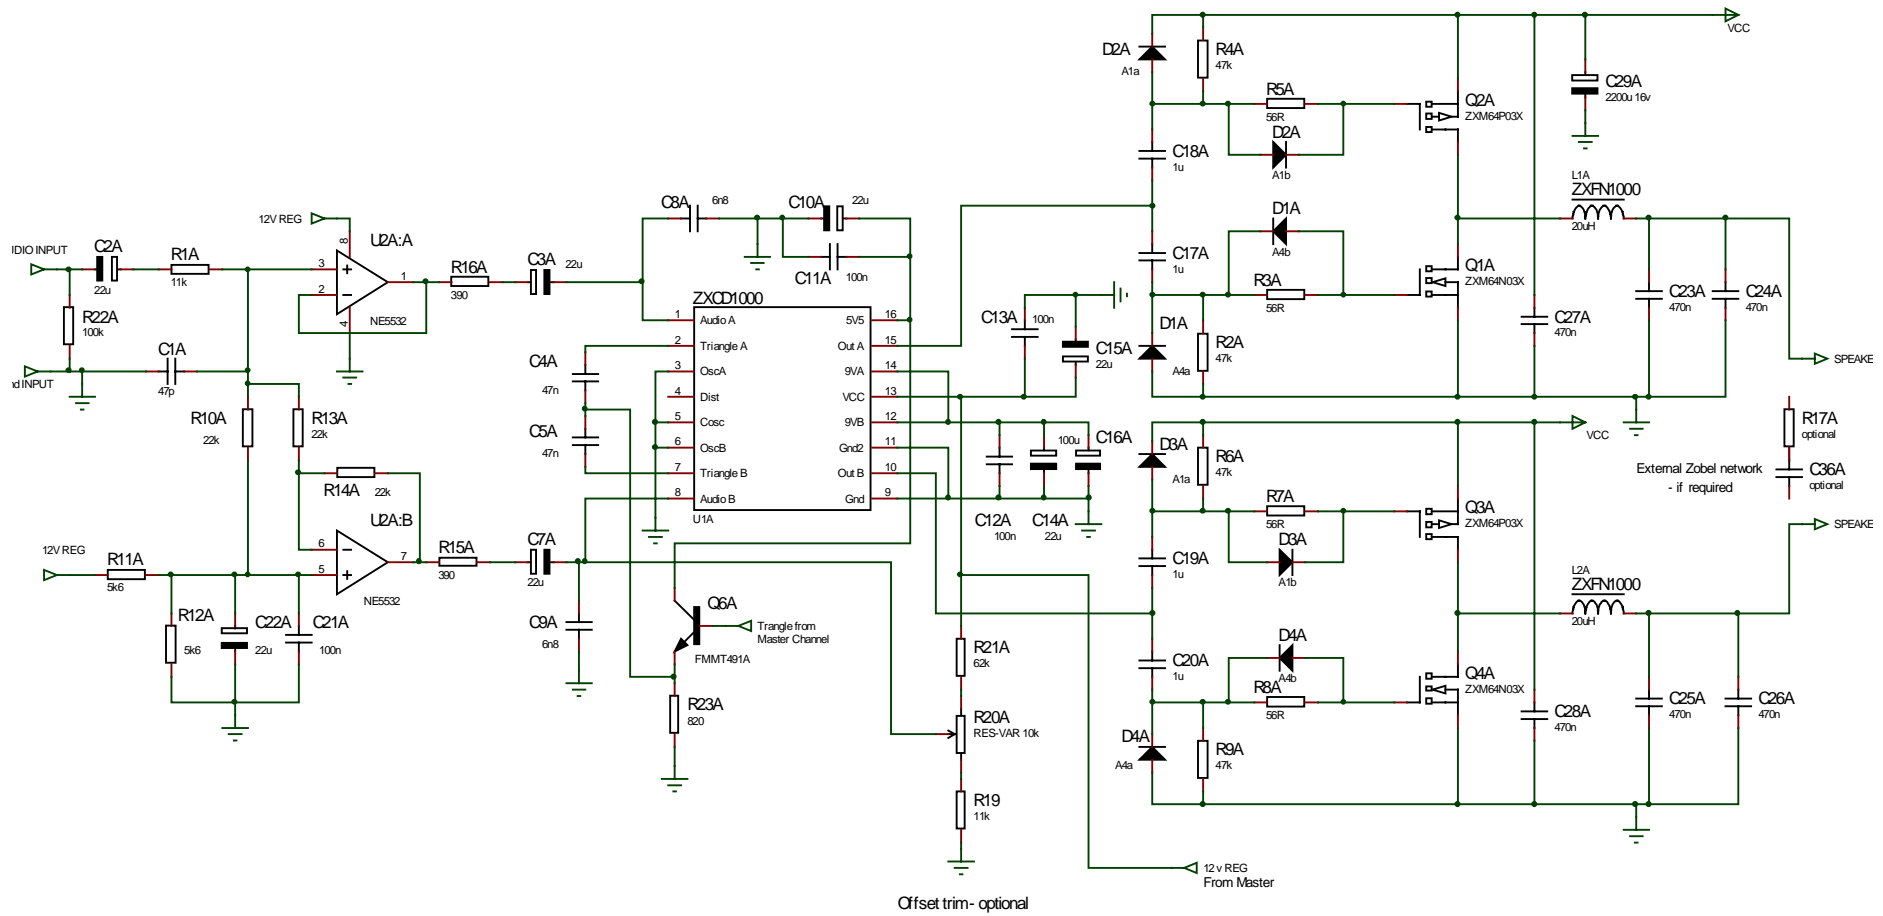 VCC
D2A
A1a
R4A
47k
R5A
56R
D2A
A1b
Q2A
ZXM64P03X
C29A
2200u 16v
C18A
1u
L1A
ZXFN1000
20uH
C8A
6n8
C10A
22u
C11A
100n
12V REG
8
U2A:A
3
2
1
4
NE5532
IDIO INPUT
C2A
22u
R1A
11k
R22A
100k
C1A
47p
INPUT
R16A
390
C3A
22u
D1A
A4b
C17A
1u
R3A
56R
Q1A
ZXM64N03X
C23A
470n
C24A
470n
C27A
470n
D1A
A4a
R2A
47k
SPEAKE
ZXCD1000
1 Audio A
2 Triangle A
3 OscA
4 Dist
5 Cosc
6 OscB
7 Triangle B
8 Audio B
5V5 16
Out A 15
9VA 14
VCC 13
9VB 12
Gnd2 11
Out B 10
Gnd 9
U1A
C13A
100n
C15A
22u
C4A
47n
C5A
47n
R10A
22k
R13A
22k
R14A
22k
U2A:B
6
5
7
NE5532
12V REG
R11A
5k6
R12A
5k6
C22A
22u
C21A
100n
R15A
390
C7A
22u
C9A
6n8
100u
C16A
C12A
100n
C14A
22u
D3A
A1a
R6A
47k
VCC
R7A
56R
D3A
A1b
Q3A
ZXM64P03X
C19A
1u
R17A
optional
C36A
optional
External Zobel network
- if required
SPEAKE
L2A
ZXFN1000
20uH
Q6A
FMMT491A
Trangle from
Master Channel
R23A
820
R21A
62k
R20A
RES-VAR 10k
R19
11k
C20A
1u
D4A
A4b
R8A
56R
Q4A
ZXM64N03X
D4A
A4a
R9A
47k
C28A
470n
C25A
470n
C26A
470n
12 v REG
From Master
Offset trim- optional